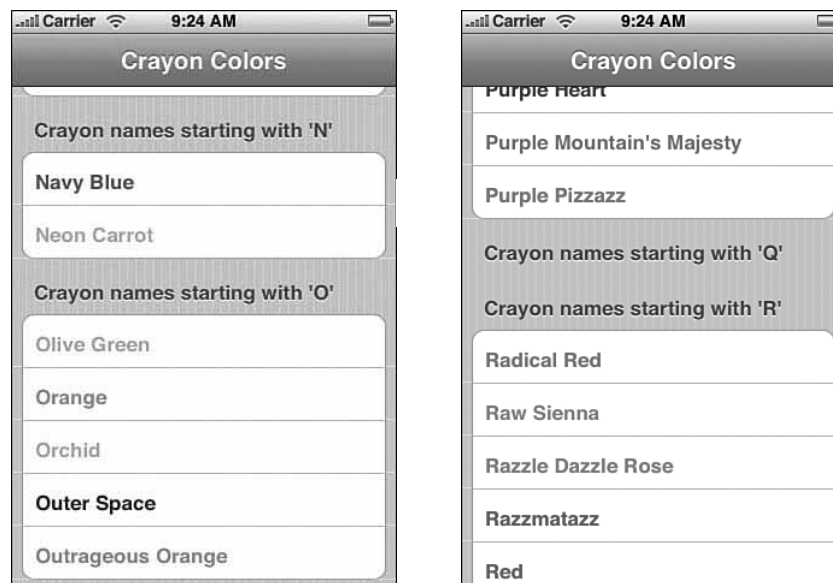 Carrier 9:24 AM
Crayon Colors
Crayon names starting with 'N'
Navy Blue
Neon Carrot
Crayon names starting with 'O'
Olive Green
Orange
Orchid
Outer Space
Outrageous Orange
Carrier 9:24 AM
Crayon Colors
Purple Heart
Purple Mountain's Majesty
Purple Pizzazz
Crayon names starting with 'Q'
Crayon names starting with 'R'
Radical Red
Raw Sienna
Razzle Dazzle Rose
Razzmatazz
Red